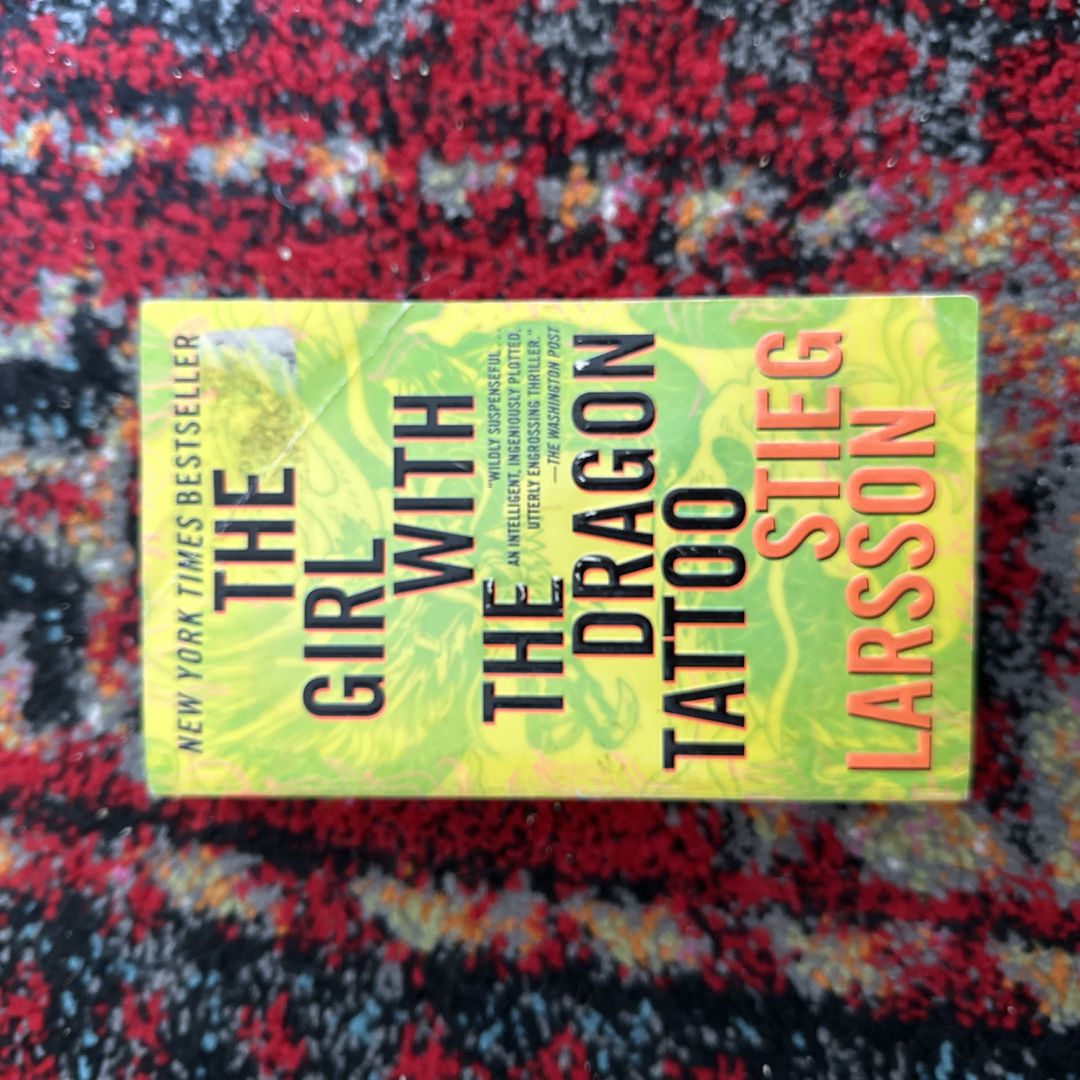 NEW YORK TIMES BESTSELLER
THE
GIRL
WITH
"WILDLY SUSPENSEFUL . . .
AN INTELLIGENT, INGENIOUSLY PLOTTED,
UTTERLY ENGROSSING THRILLER."
—THE WASHINGTON POST
THE
DRAGON
TATTOO
STIEG
LARSSON